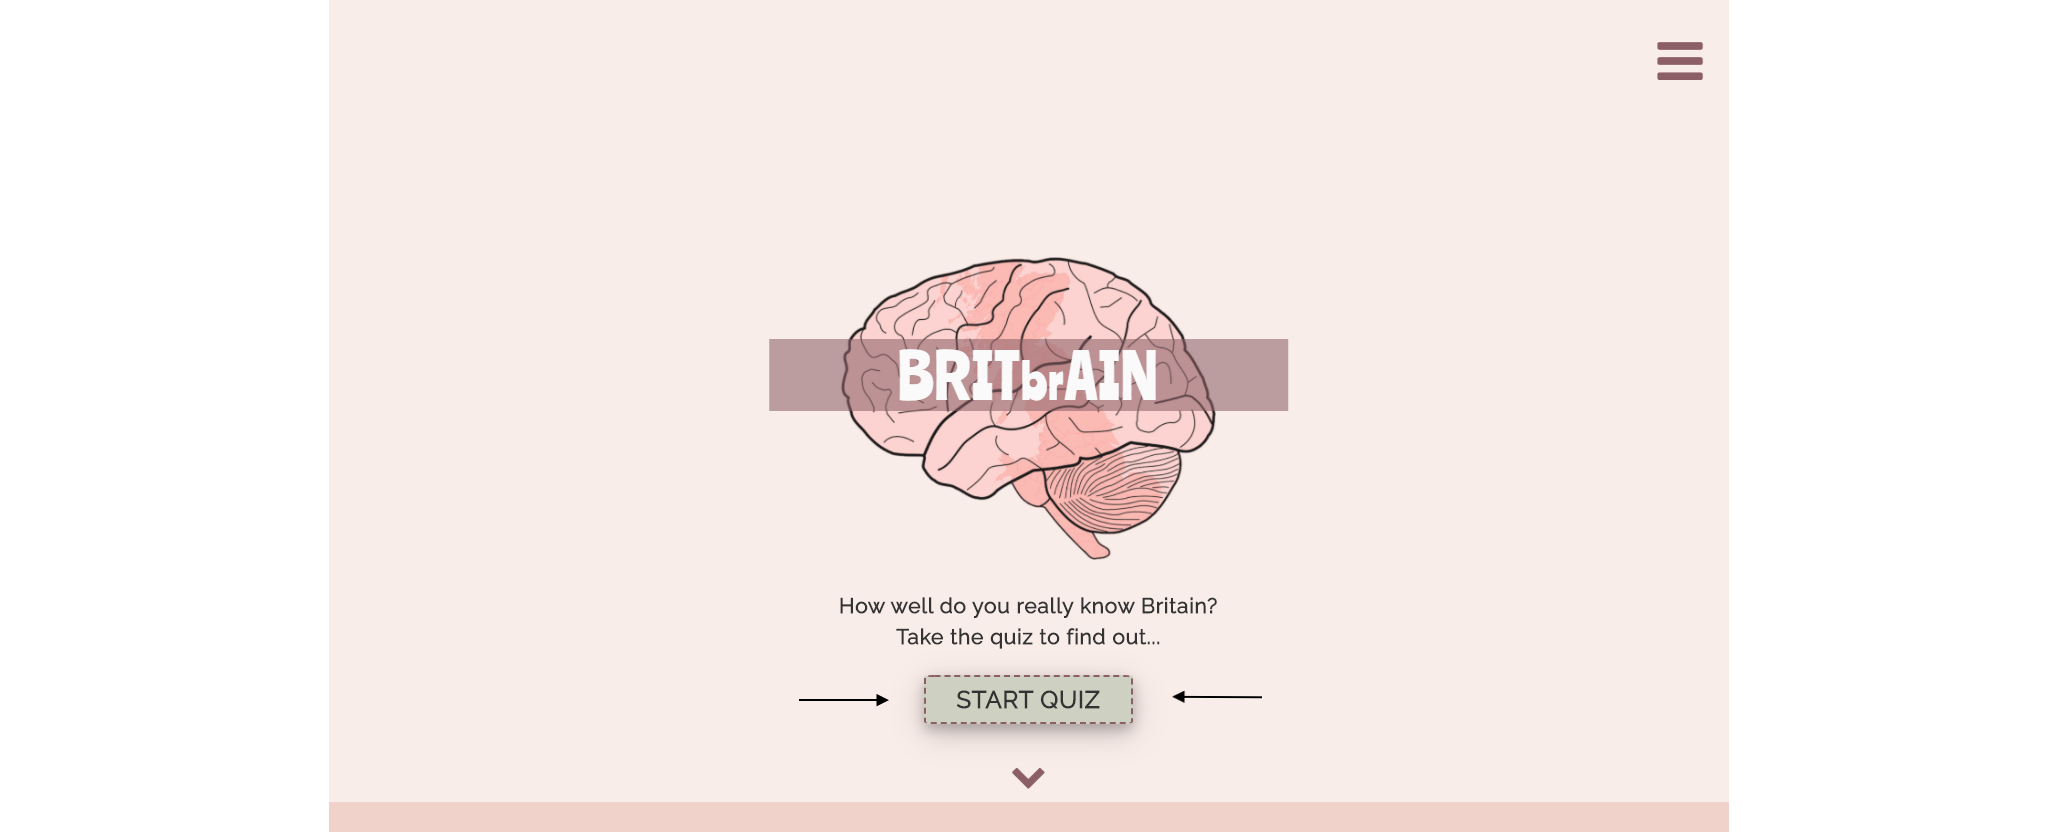 BRITbrAIN
How well do you really know Britain?
Take the quiz to find out...
START QUIZ